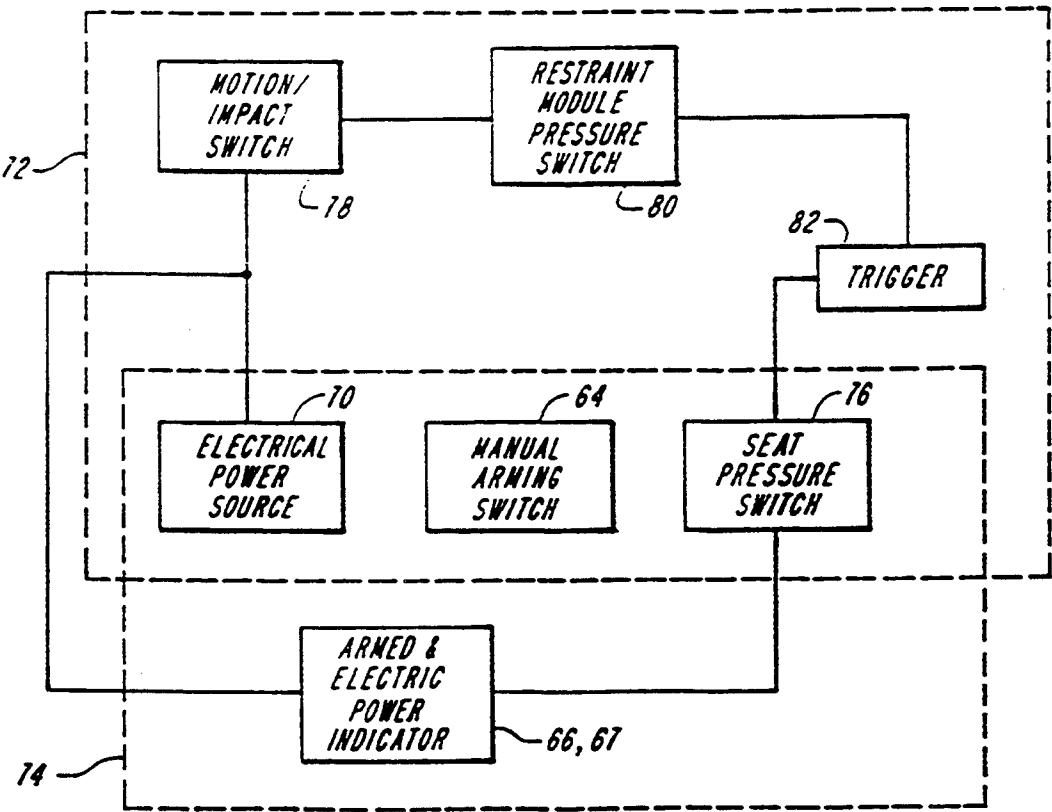 MOTION/
IMPACT
SWITCH
78
RESTRAINT
MODULE
PRESSURE
SWITCH
80
72
82
TRIGGER
70
ELECTRICAL
POWER
SOURCE
64
MANUAL
ARMING
SWITCH
76
SEAT
PRESSURE
SWITCH
ARMED &
ELECTRIC
POWER
INDICATOR
66, 67
74